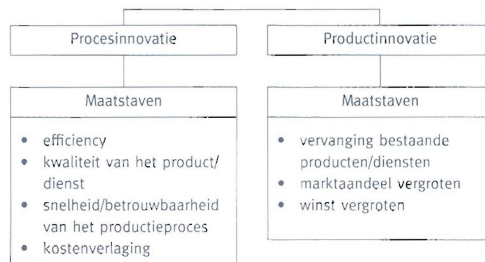 Procesinnovatie
Maatstaven
• efficiency
• kwaliteit van het product/
dienst
• snelheid/betrouwbaarheid
van het productieproces
• kostenverlaging
Productinnovatie
Maatstaven
• vervanging bestaande
producten/diensten
• marktaandeel vergroten
• winst vergroten